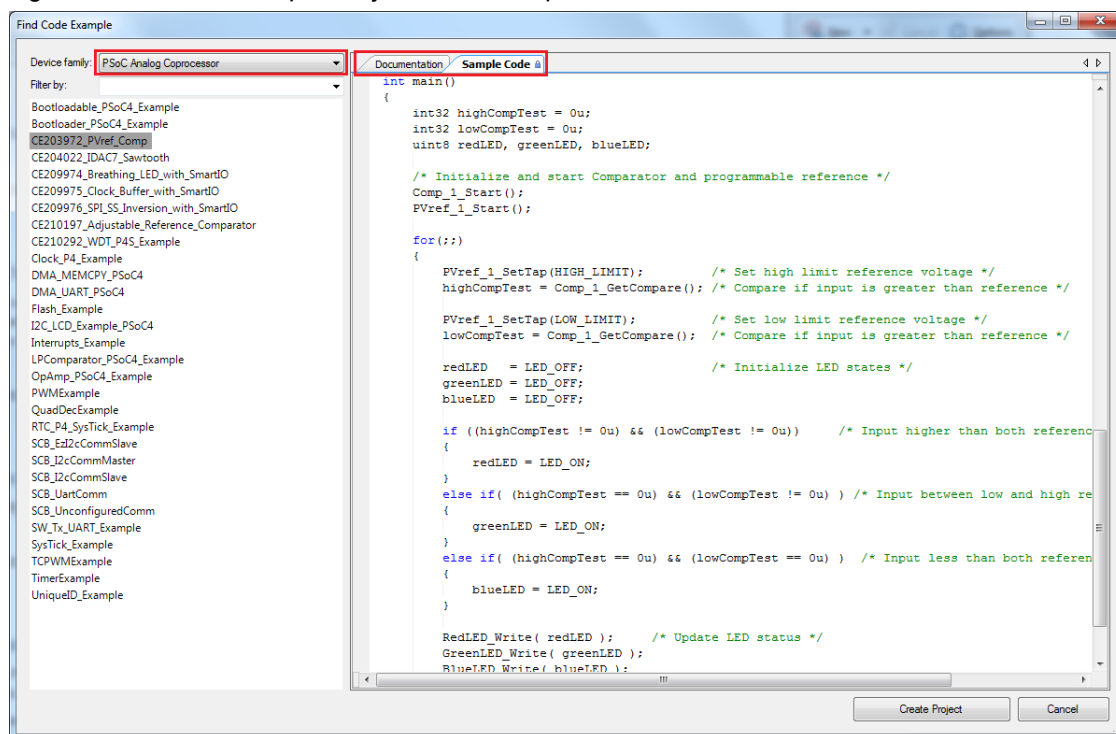 Find Code Example
Device family: PSoC Analog Coprocessor
Filter by:
Bootloadable_PSoC4_Example
Bootloader_PSoC4_Example
CE203972_PVref_Comp
CE204022_IDAC7_Sawtooth
CE209974_Breathing_LED_with_SmartIO
CE209975_Clock_Buffer_with_SmartIO
CE209976_SPI_SS_Inversion_with_SmartIO
CE210197_Adjustable_Reference_Comparator
CE210292_WDT_P4S_Example
Clock_P4_Example
DMA_MEMCPY_PSoC4
DMA_UART_PSoC4
Flash_Example
I2C_LCD_Example_PSoC4
Interrupts_Example
LPComparator_PSoC4_Example
OpAmp_PSoC4_Example
PWMExample
QuadDecExample
RTC_P4_SysTick_Example
SCB_EzI2cCommSlave
SCB_I2cCommMaster
SCB_I2cCommSlave
SCB_UartComm
SCB_UnconfiguredComm
SW_Tx_UART_Example
SysTick_Example
TCPWMExample
TimerExample
UniqueID_Example
Documentation Sample Code
int main()
{
int32 highCompTest = 0u;
int32 lowCompTest = 0u;
uint8 redLED, greenLED, blueLED;
/* Initialize and start Comparator and programmable reference */
Comp_1_Start();
PVref_1_Start();
for(;;)
{
PVref_1_SetTap(HIGH_LIMIT); /* Set high limit reference voltage */
highCompTest = Comp_1_GetCompare(); /* Compare if input is greater than reference */
PVref_1_SetTap(LOW_LIMIT); /* Set low limit reference voltage */
lowCompTest = Comp_1_GetCompare(); /* Compare if input is greater than reference */
redLED = LED_OFF; /* Initialize LED states */
greenLED = LED_OFF;
blueLED = LED_OFF;
if ((highCompTest != 0u) && (lowCompTest != 0u)) /* Input higher than both referenc
{
redLED = LED_ON;
}
else if( (highCompTest == 0u) && (lowCompTest != 0u) ) /* Input between low and high re
{
greenLED = LED_ON;
}
else if( (highCompTest == 0u) && (lowCompTest == 0u) ) /* Input less than both referen
{
blueLED = LED_ON;
}
RedLED_Write( redLED ); /* Update LED status */
GreenLED_Write( greenLED );
BlueLED_Write( blueLED );
Create Project Cancel